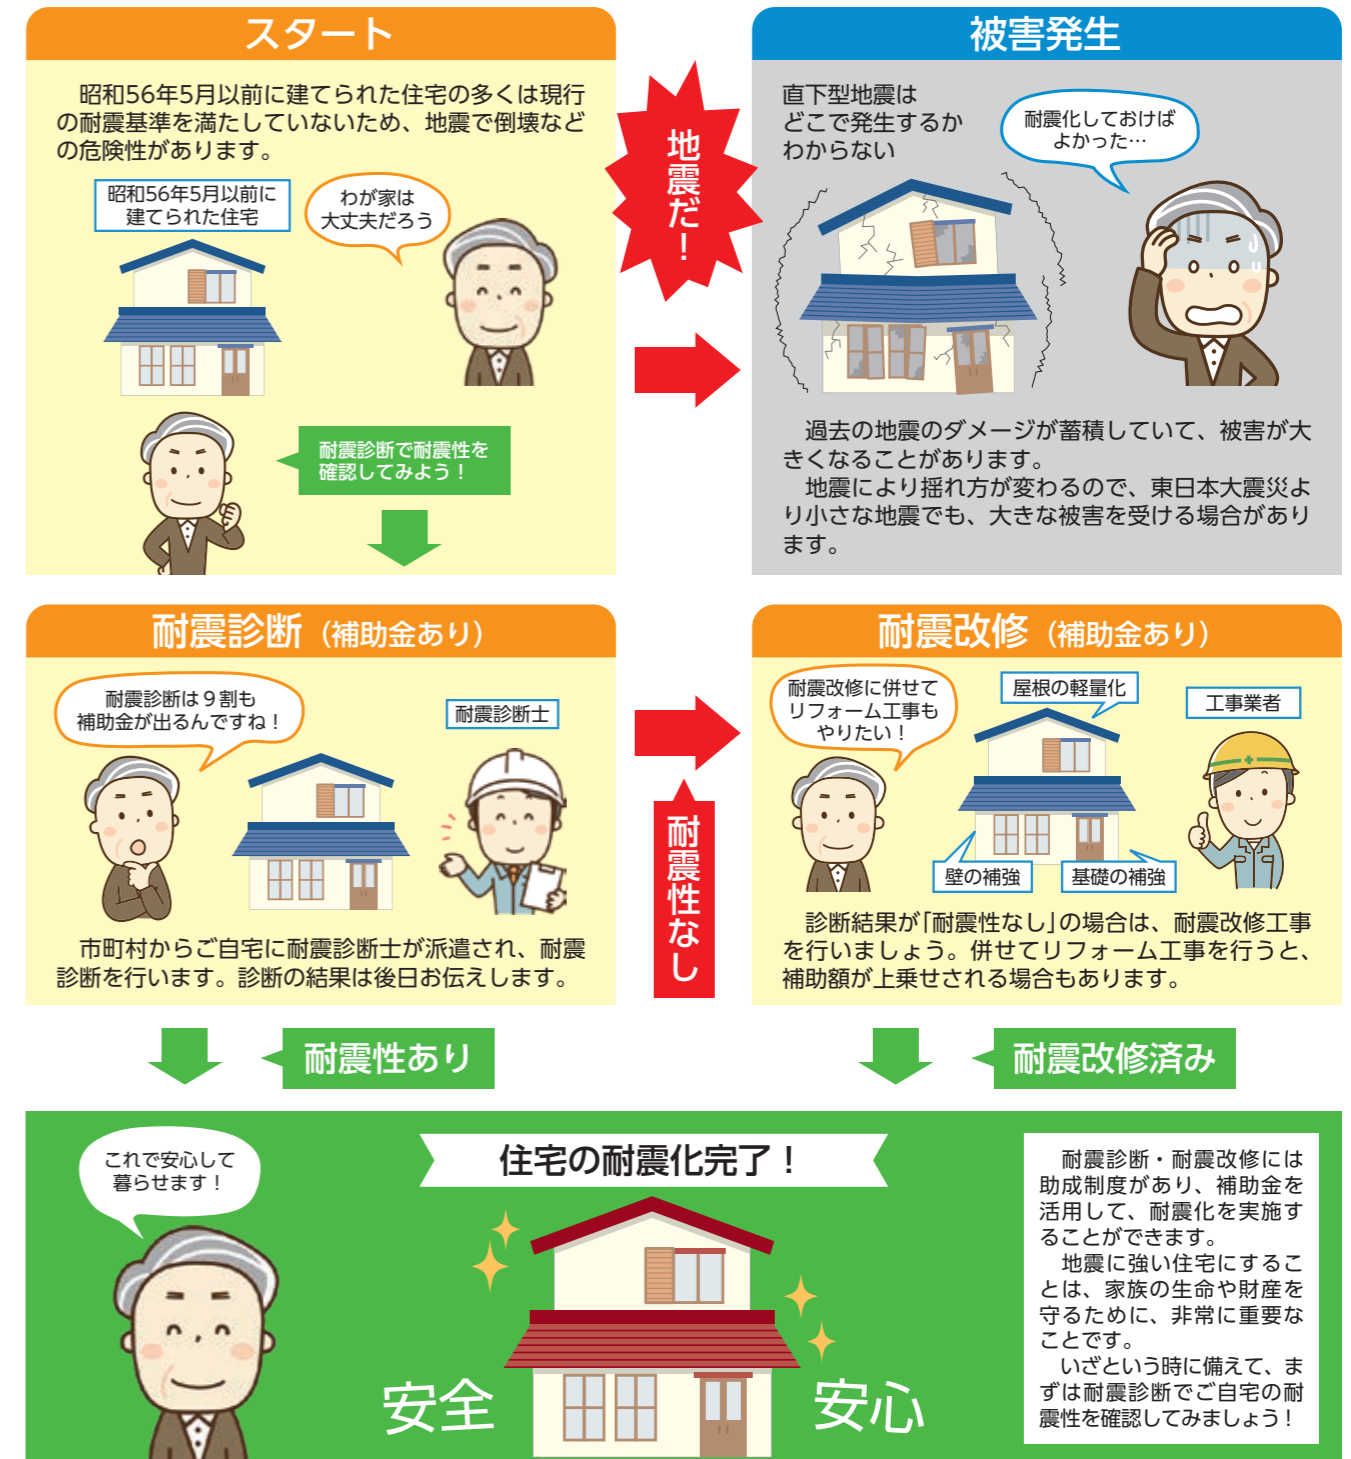 スタート
昭和56年5月以前に建てられた住宅の多くは現行
の耐震基準を満たしていないため、地震で倒壊など
の危険性があります。
昭和56年5月以前に
建てられた住宅
わが家は
大丈夫だろう
耐震診断で耐震性を
確認してみよう！
地震だ！
被害発生
直下型地震は
どこで発生するか
わからない
耐震化しておけば
よかった…
過去の地震のダメージが蓄積していて、被害が大
きくなることがあります。
地震により揺れ方が変わるので、東日本大震災よ
り小さな地震でも、大きな被害を受ける場合があり
ます。
耐震診断（補助金あり）
耐震診断は９割も
補助金が出るんですね！
耐震診断士
市町村からご自宅に耐震診断士が派遣され、耐震
診断を行います。診断の結果は後日お伝えします。
耐震性なし
耐震改修（補助金あり）
耐震改修に併せて
リフォーム工事も
やりたい！
屋根の軽量化
工事業者
壁の補強
基礎の補強
診断結果が「耐震性なし」の場合は、耐震改修工事
を行いましょう。併せてリフォーム工事を行うと、
補助額が上乗せされる場合もあります。
耐震性あり
耐震改修済み
これで安心して
暮らせます！
住宅の耐震化完了！
安全
安心
耐震診断・耐震改修には
助成制度があり、補助金を
活用して、耐震化を実施す
ることができます。
地震に強い住宅にするこ
とは、家族の生命や財産を
守るために、非常に重要な
ことです。
いざという時に備えて、ま
ずは耐震診断でご自宅の耐
震性を確認してみましょう！